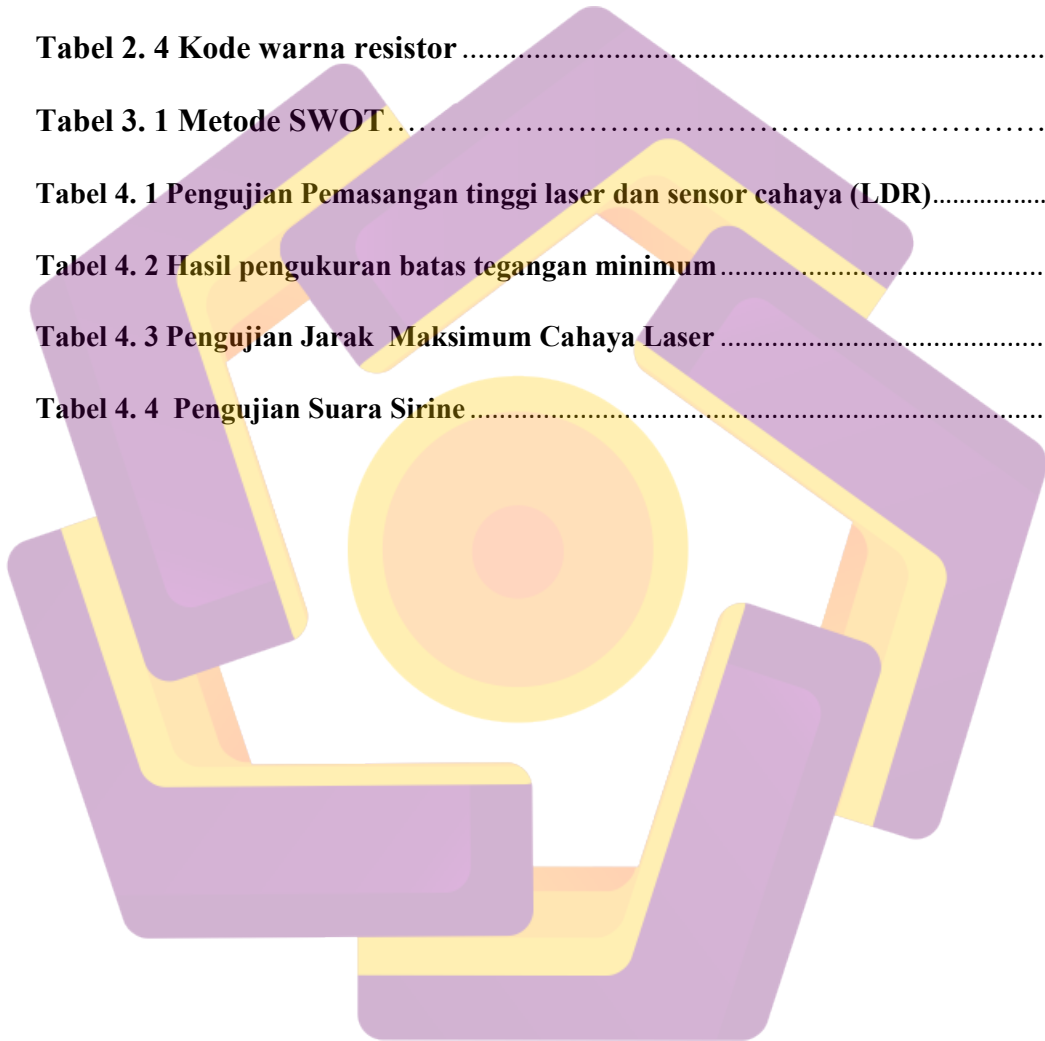 Tabel 2. 4 Kode warna resistor ................................................................
Tabel 3. 1 Metode SWOT................................................................
Tabel 4. 1 Pengujian Pemasangan tinggi laser dan sensor cahaya (LDR)................
Tabel 4. 2 Hasil pengukuran batas tegangan minimum ................................
Tabel 4. 3 Pengujian Jarak  Maksimum Cahaya Laser ................................
Tabel 4. 4  Pengujian Suara Sirine ................................................................